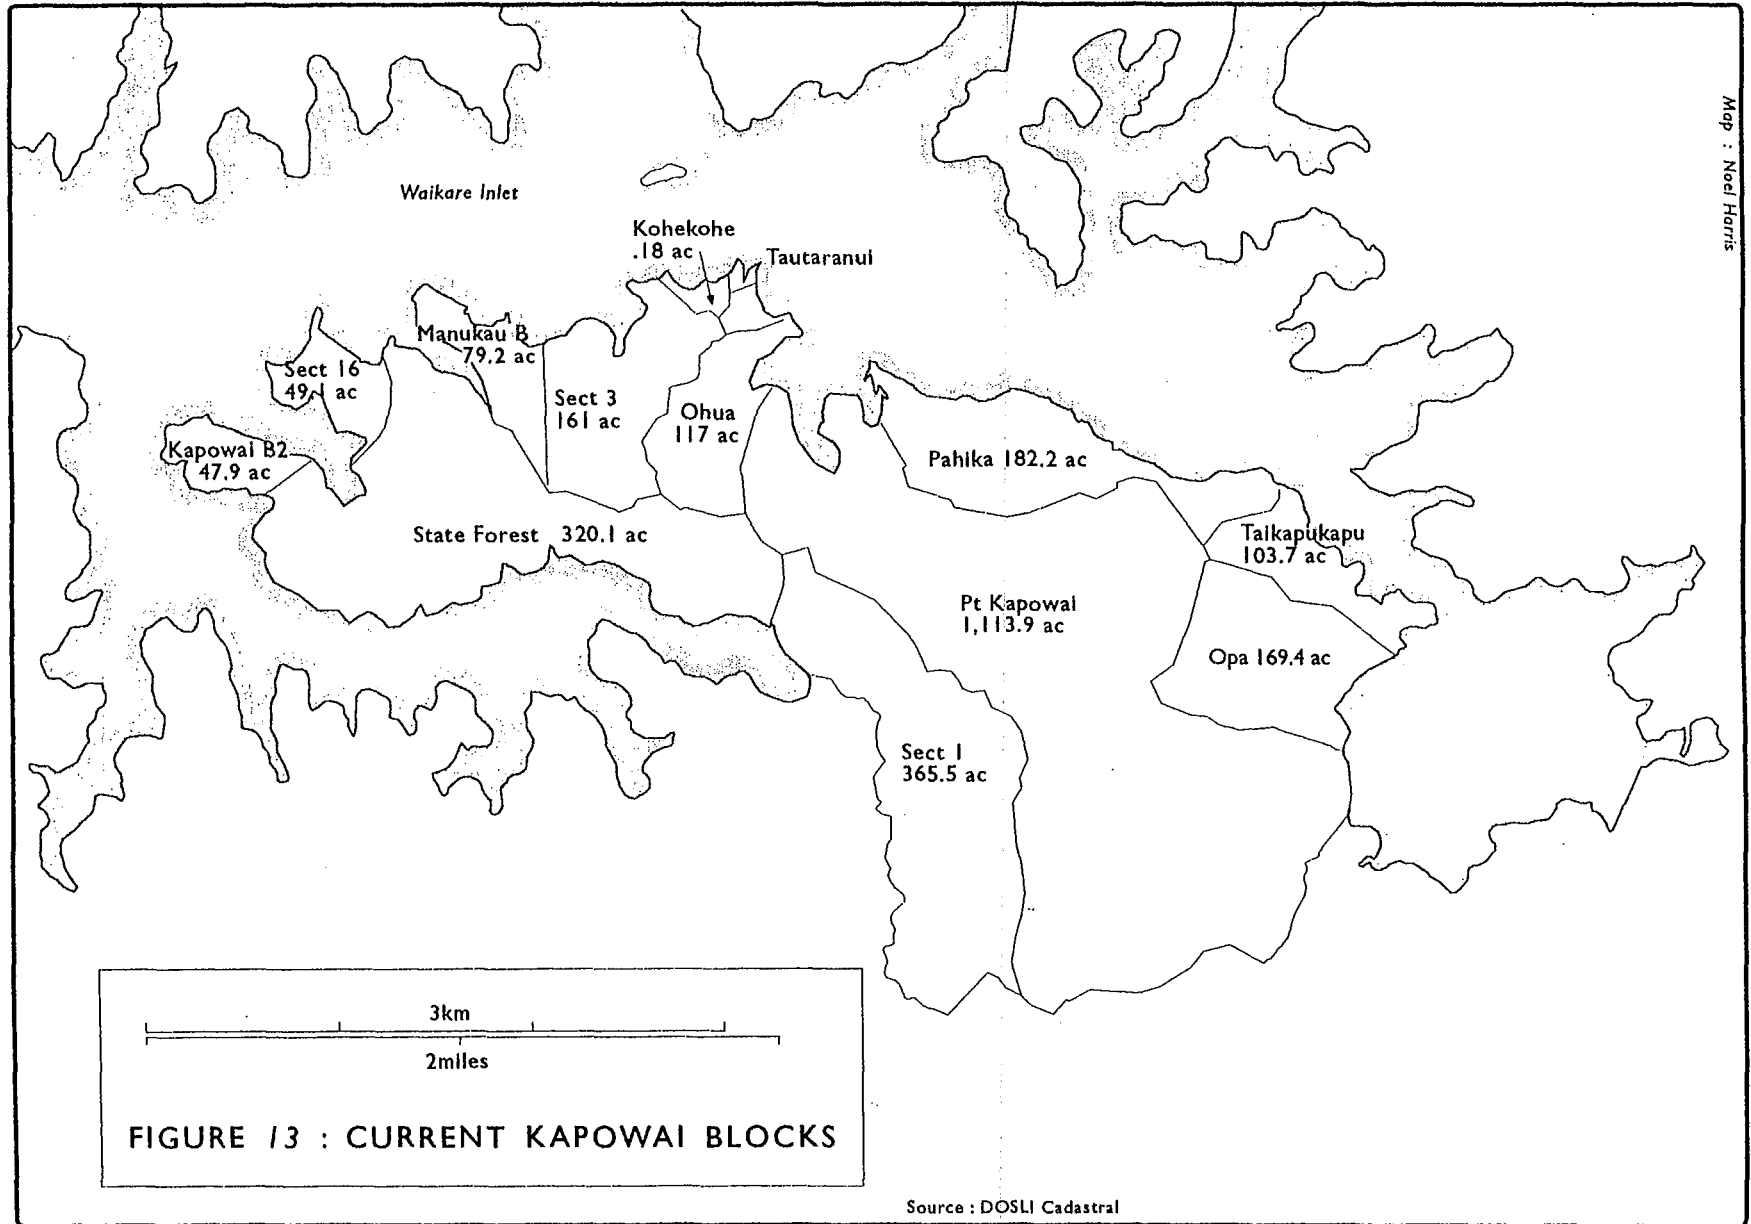 Map : Noel Harris
Waikare Inlet
Kohekohe
.18 ac
Tautaranui
Manukau B
79.2 ac
Sect 16
49.1 ac
Sect 3
161 ac
Ohua
117 ac
Kapowai B2
47.9 ac
Pahika 182.2 ac
State Forest 320.1 ac
Taikapukapu
103.7 ac
Pt Kapowai
1,113.9 ac
Opa 169.4 ac
Sect 1
365.5 ac
3km
2miles
FIGURE 13 : CURRENT KAPOWAI BLOCKS
Source : DOSLI Cadastral